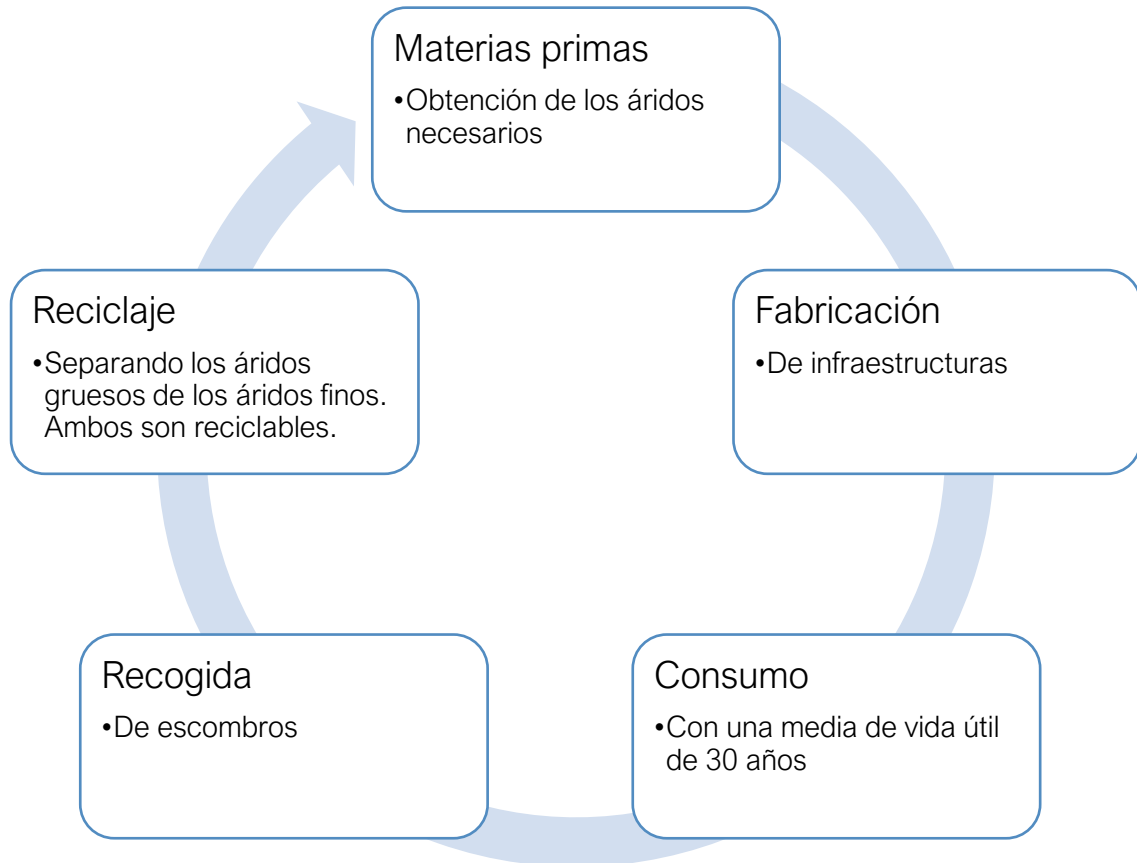 Materias primas
•Obtención de los áridos
necesarios
Fabricación
•De infraestructuras
Consumo
•Con una media de vida útil
de 30 años
Recogida
•De escombros
Reciclaje
•Separando los áridos
gruesos de los áridos finos.
Ambos son reciclables.